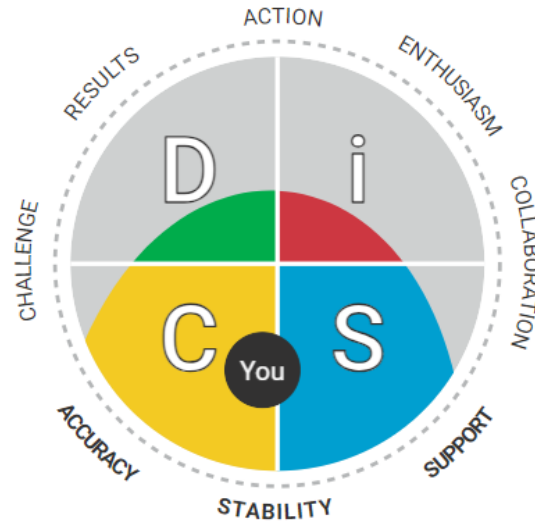 ACTION
RESULTS
ENTHUSIASM
D
i
CHALLENGE
COLLABORATION
C
S
You
ACCURACY
SUPPORT
STABILITY